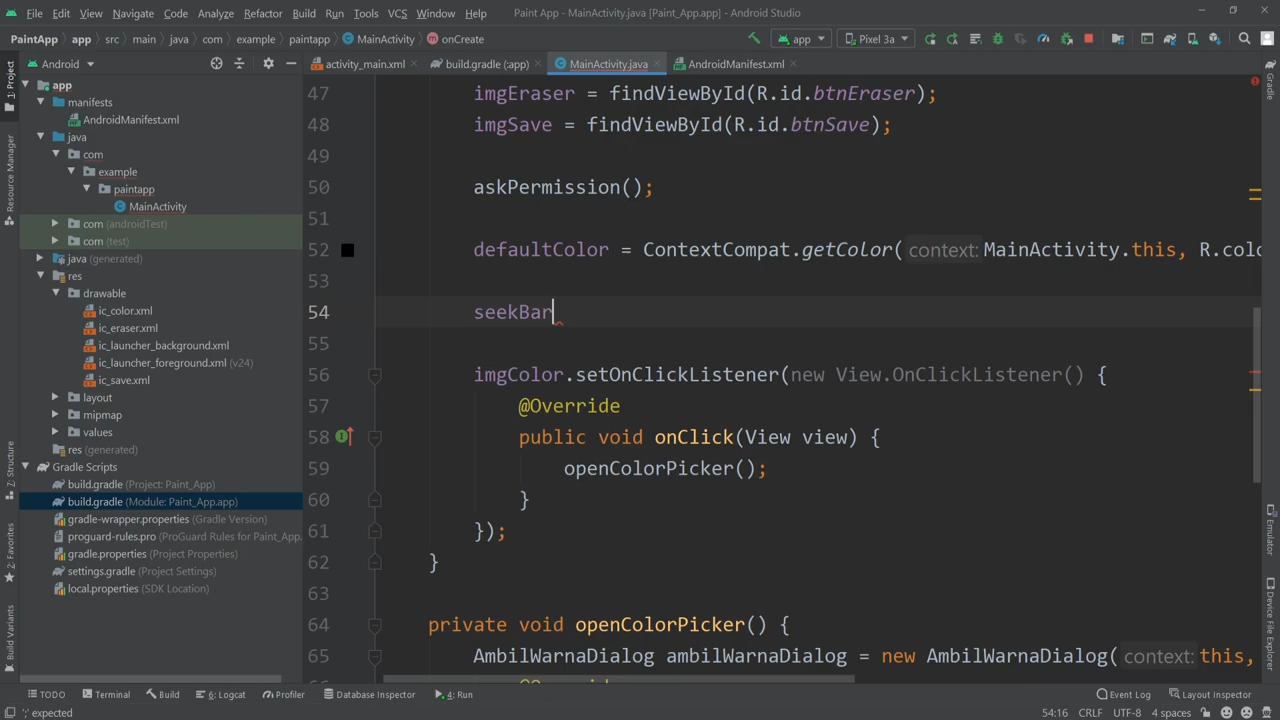 File Edit View Navigate Code Analyze Refactor Build Run Tools VCS Window Help Paint App - MainActivity.java [Paint_App.app] - Android Studio
PaintApp app src main java com example paintapp MainActivity onCreate app Pixel 3a
Android activity_main.xml build.gradle (app) MainActivity.java AndroidManifest.xml
1: Project
Resource Manager
7: Structure
2: Favorites
Build Variants
app
manifests
AndroidManifest.xml
java
com
example
paintapp
MainActivity
com (androidTest)
com (test)
java (generated)
res
drawable
ic_color.xml
ic_eraser.xml
ic_launcher_background.xml
ic_launcher_foreground.xml (v24)
ic_save.xml
layout
mipmap
values
res (generated)
Gradle Scripts
build.gradle (Project: Paint_App)
build.gradle (Module: Paint_App.app)
gradle-wrapper.properties (Gradle Version)
proguard-rules.pro (ProGuard Rules for Paint_App.
gradle.properties (Project Properties)
settings.gradle (Project Settings)
local.properties (SDK Location)
47 imgEraser = findViewById(R.id.btnEraser);
48 imgSave = findViewById(R.id.btnSave);
49
50 askPermission();
51
52 defaultColor = ContextCompat.getColor( context: MainActivity.this, R.colo
53
54 seekBar
55
56 imgColor.setOnClickListener(new View.OnClickListener() {
57 @Override
58 public void onClick(View view) {
59 openColorPicker();
60 }
61 });
62 }
63
64 private void openColorPicker() {
65 AmbilWarnaDialog ambilWarnaDialog = new AmbilWarnaDialog( context: this,
66 @Override
Gradle
Emulator
Device File Explorer
TODO Terminal Build 6: Logcat Profiler Database Inspector 4: Run Event Log Layout Inspector
';' expected 54:16 CRLF UTF-8 4 spaces